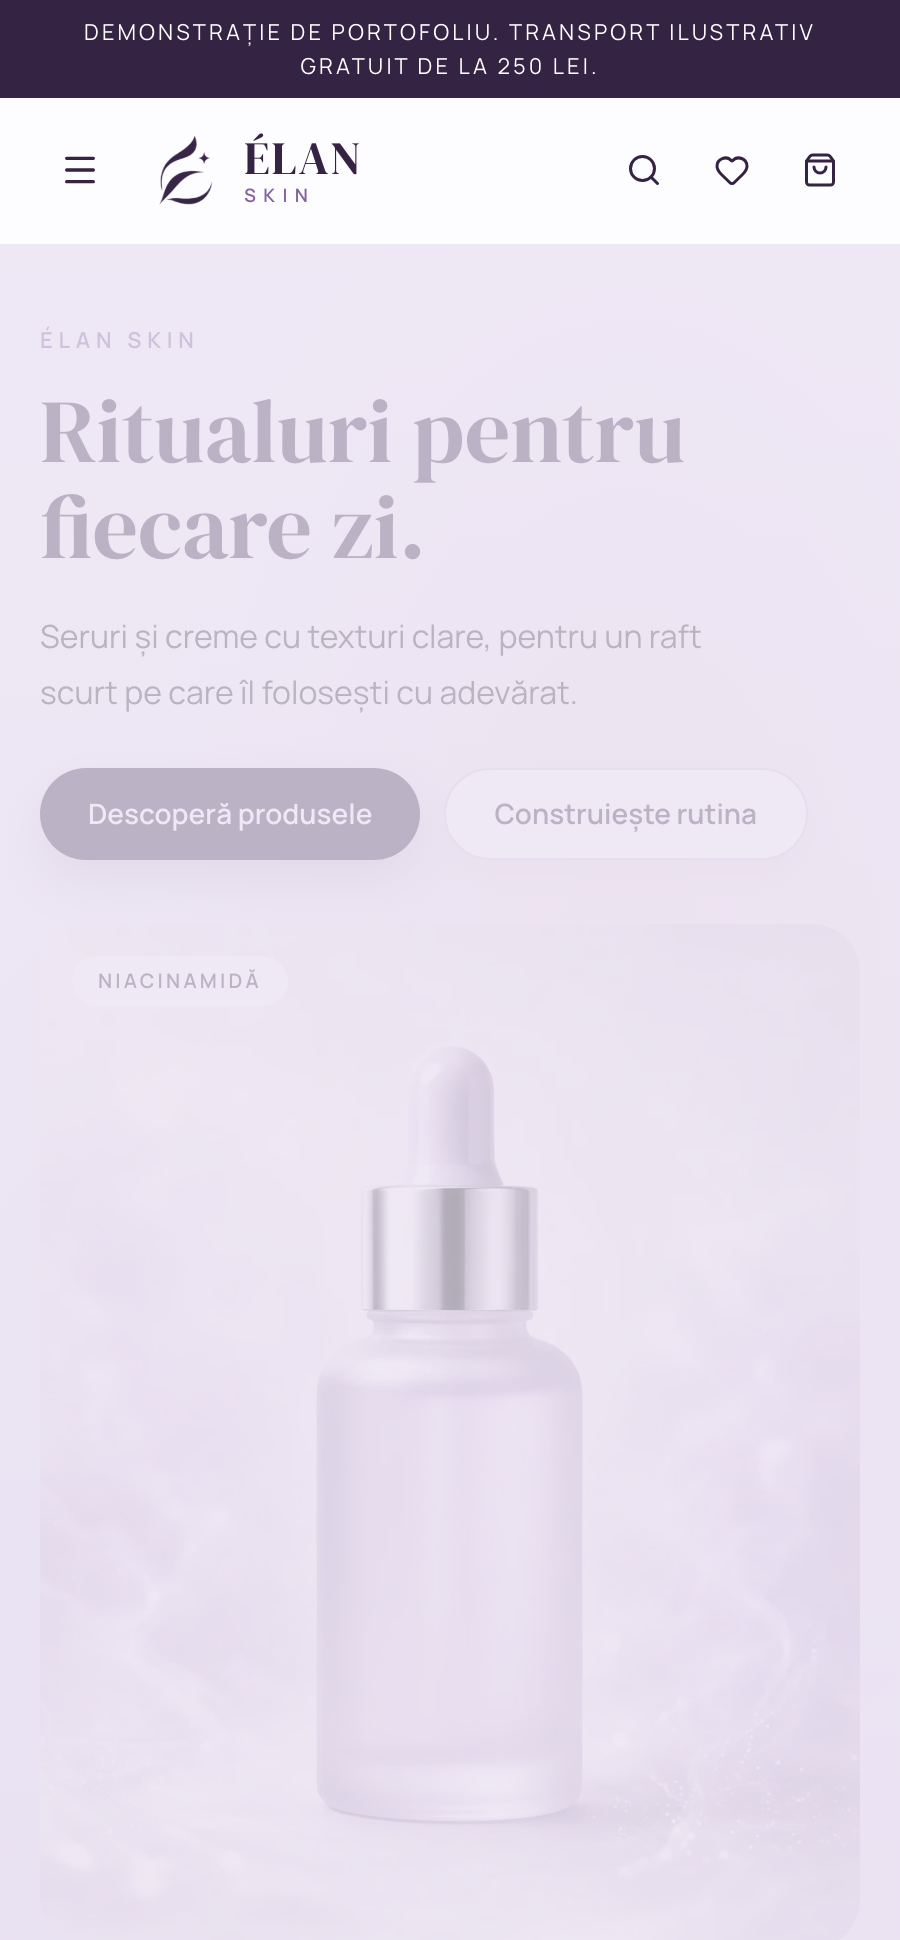 DEMONSTRAȚIE DE PORTOFOLIU. TRANSPORT ILUSTRATIV
GRATUIT DE LA 250 LEI.
ÉLAN
SKIN
ÉLAN SKIN
Ritualuri pentru
fiecare zi.
Seruri și creme cu texturi clare, pentru un raft
scurt pe care îl folosești cu adevărat.
Descoperă produsele
Construiește rutina
NIACINAMIDĂ